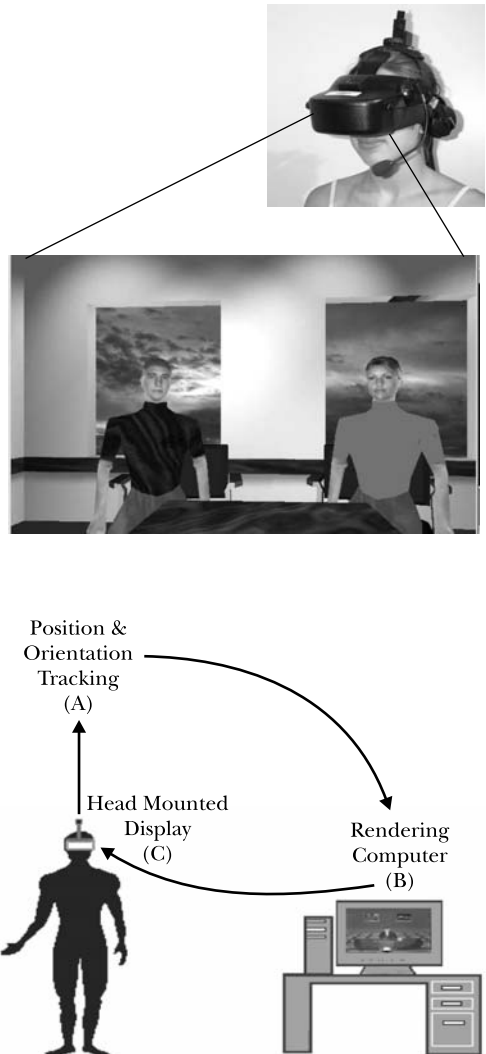 Position &
Orientation
Tracking
(A)
Head Mounted
Display
(C)
Rendering
Computer
(B)